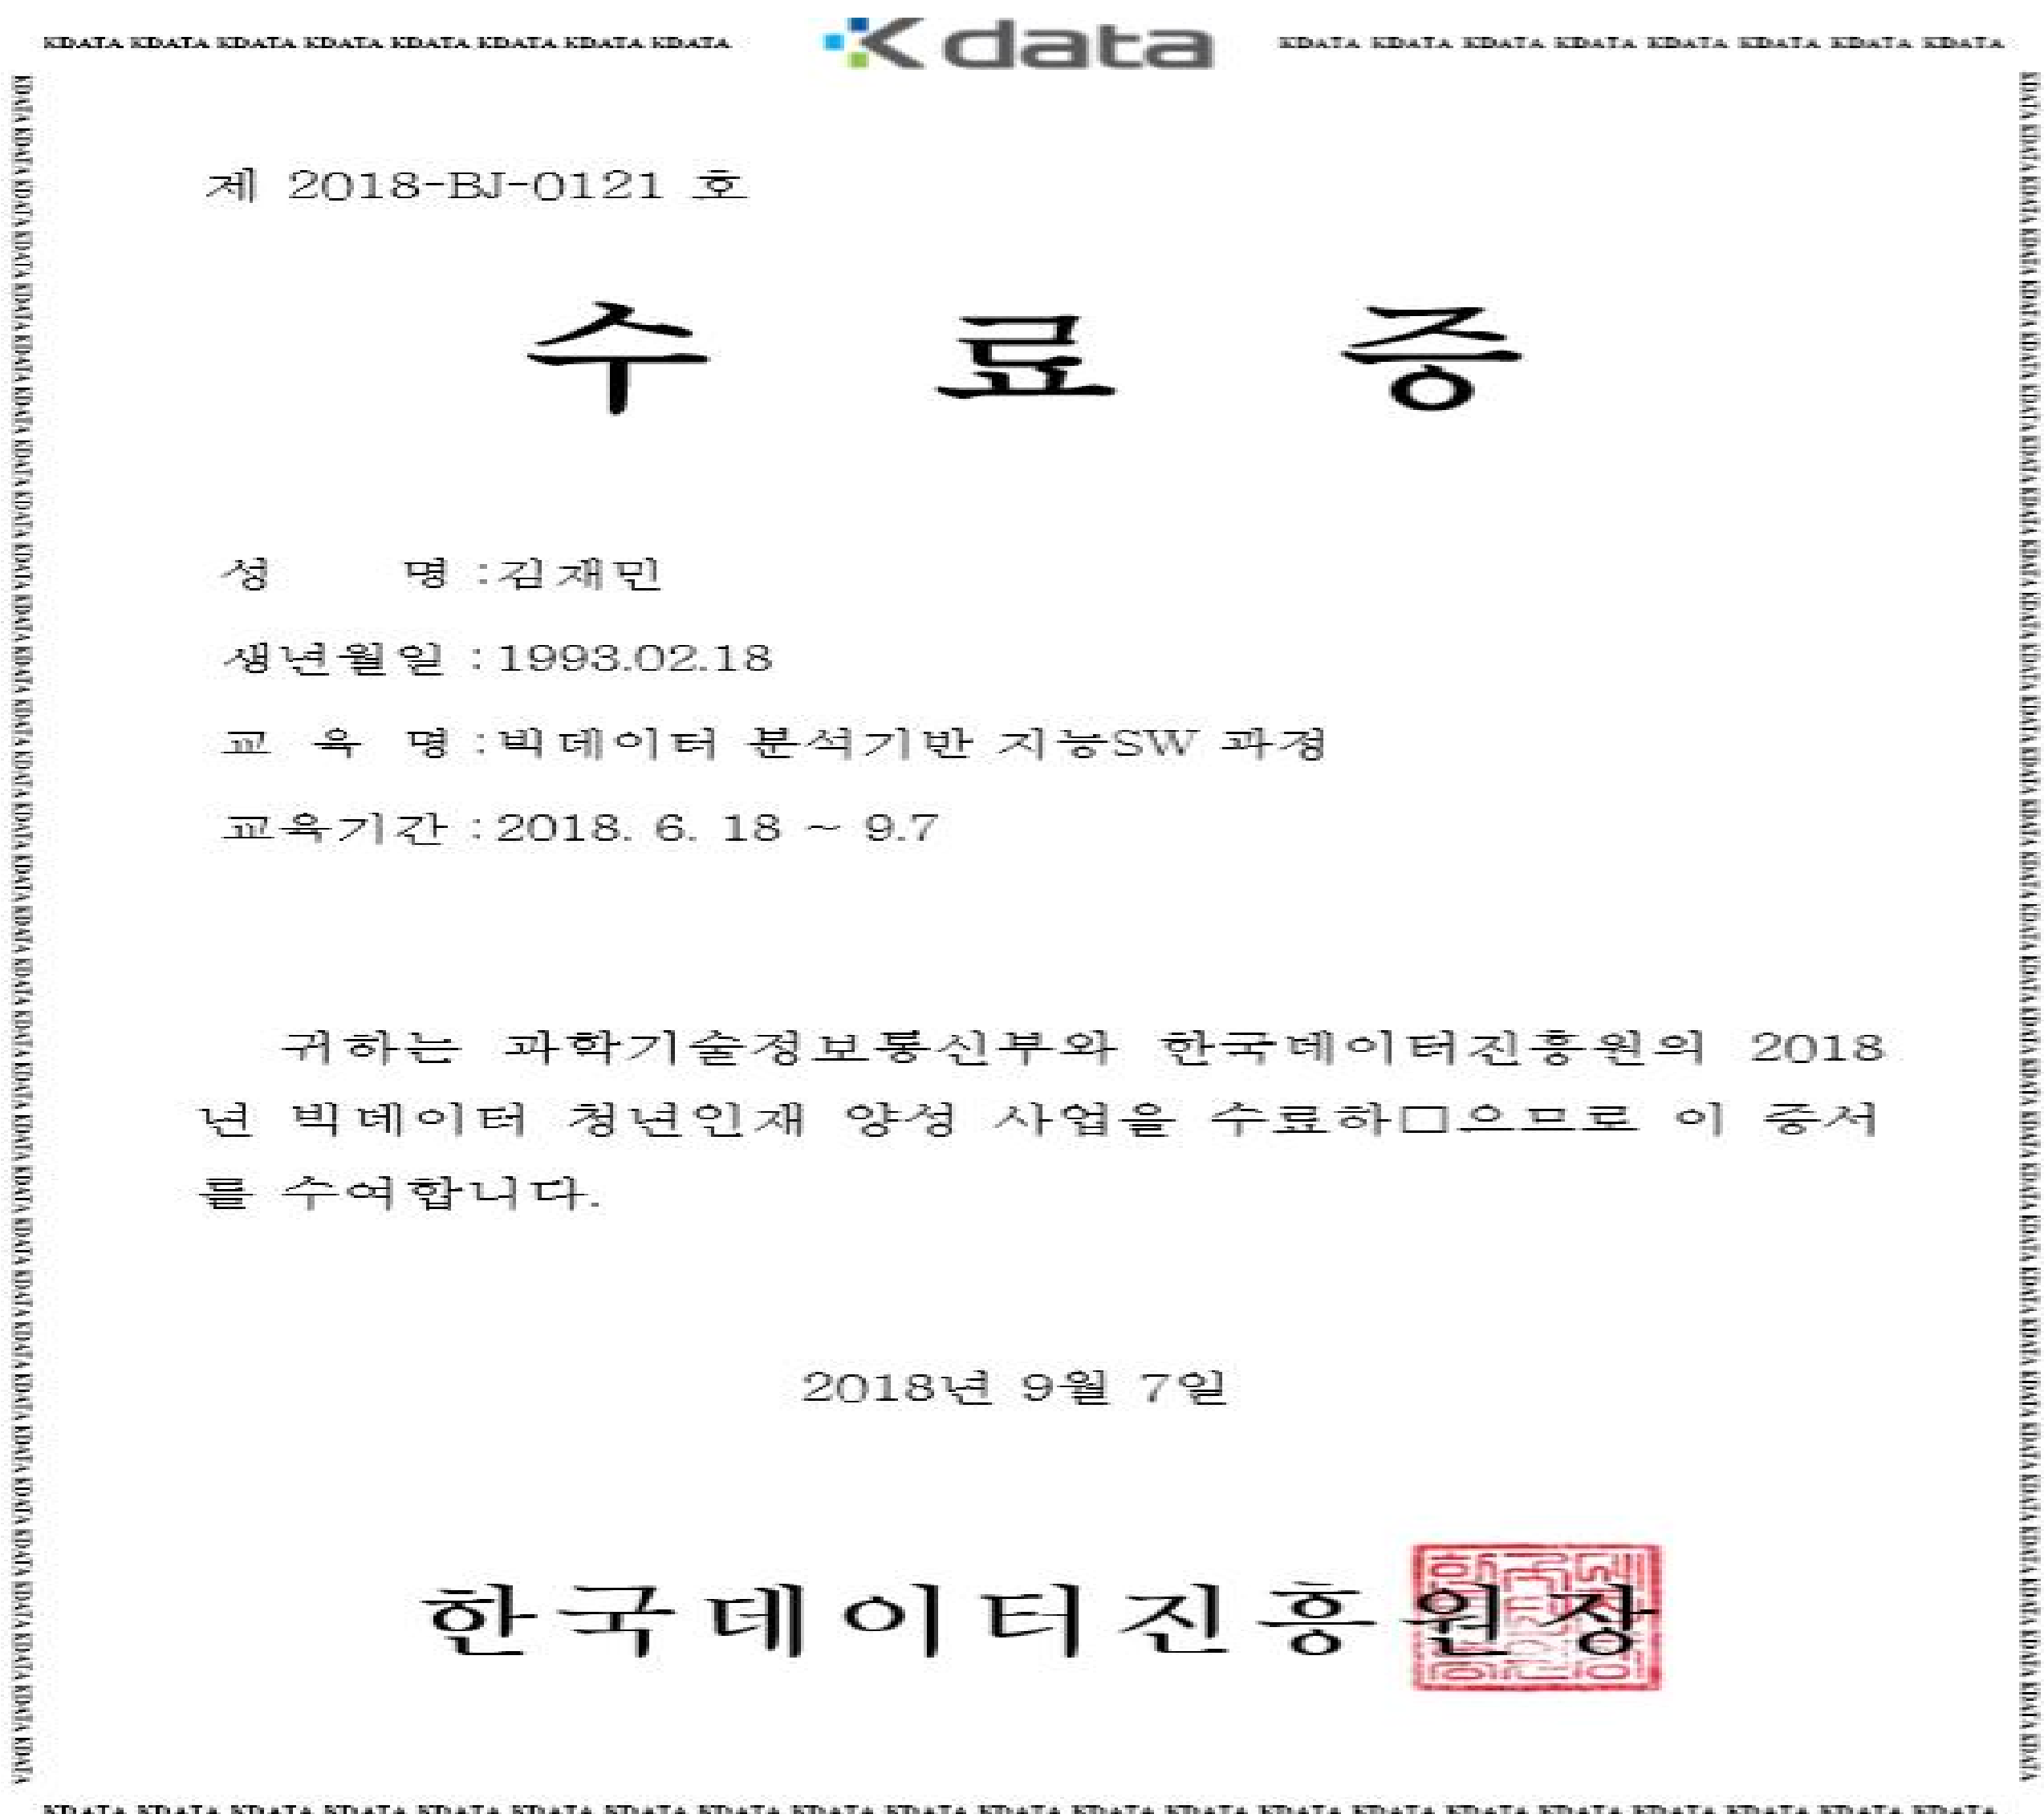 KDATA KDATA KDATA KDATA KDATA KDATA KDATA KDATA Kdata KDATA KDATA KDATA KDATA KDATA KDATA KDATA KDATA
제 2018-BJ-0121 호
수 료 증
성 명 :김재민
생년월일 :1993.02.18
교 육 명 :빅데이터 분석기반 지능SW 과정
교육기간 :2018. 6. 18 ~ 9.7
귀하는 과학기술정보통신부와 한국데이터진흥원의 2018
년 빅데이터 청년인재 양성 사업을 수료하□으므로 이 증서
를 수여합니다.
2018년 9월 7일
한국데이터진흥원장